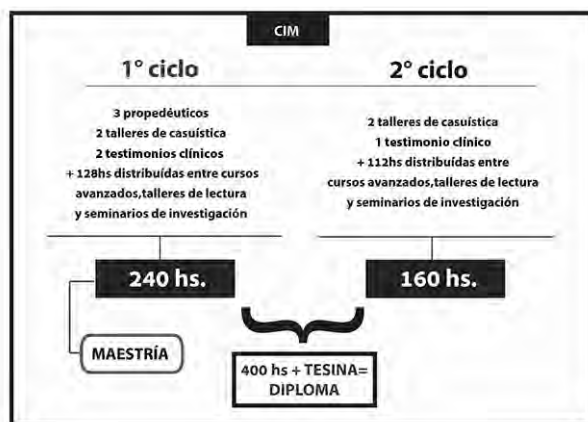 CIM
1° ciclo
3 propedéuticos
2 talleres de casuística
2 testimonios clínicos
+ 128hs distribuídas entre cursos
avanzados,talleres de lectura
y seminarios de investigación
240 hs.
MAESTRÍA
2° ciclo
2 talleres de casuística
1 testimonio clínico
+ 112hs distribuídas entre
cursos avanzados,talleres de lectura
y seminarios de investigación
160 hs.
400 hs + TESINA=
DIPLOMA